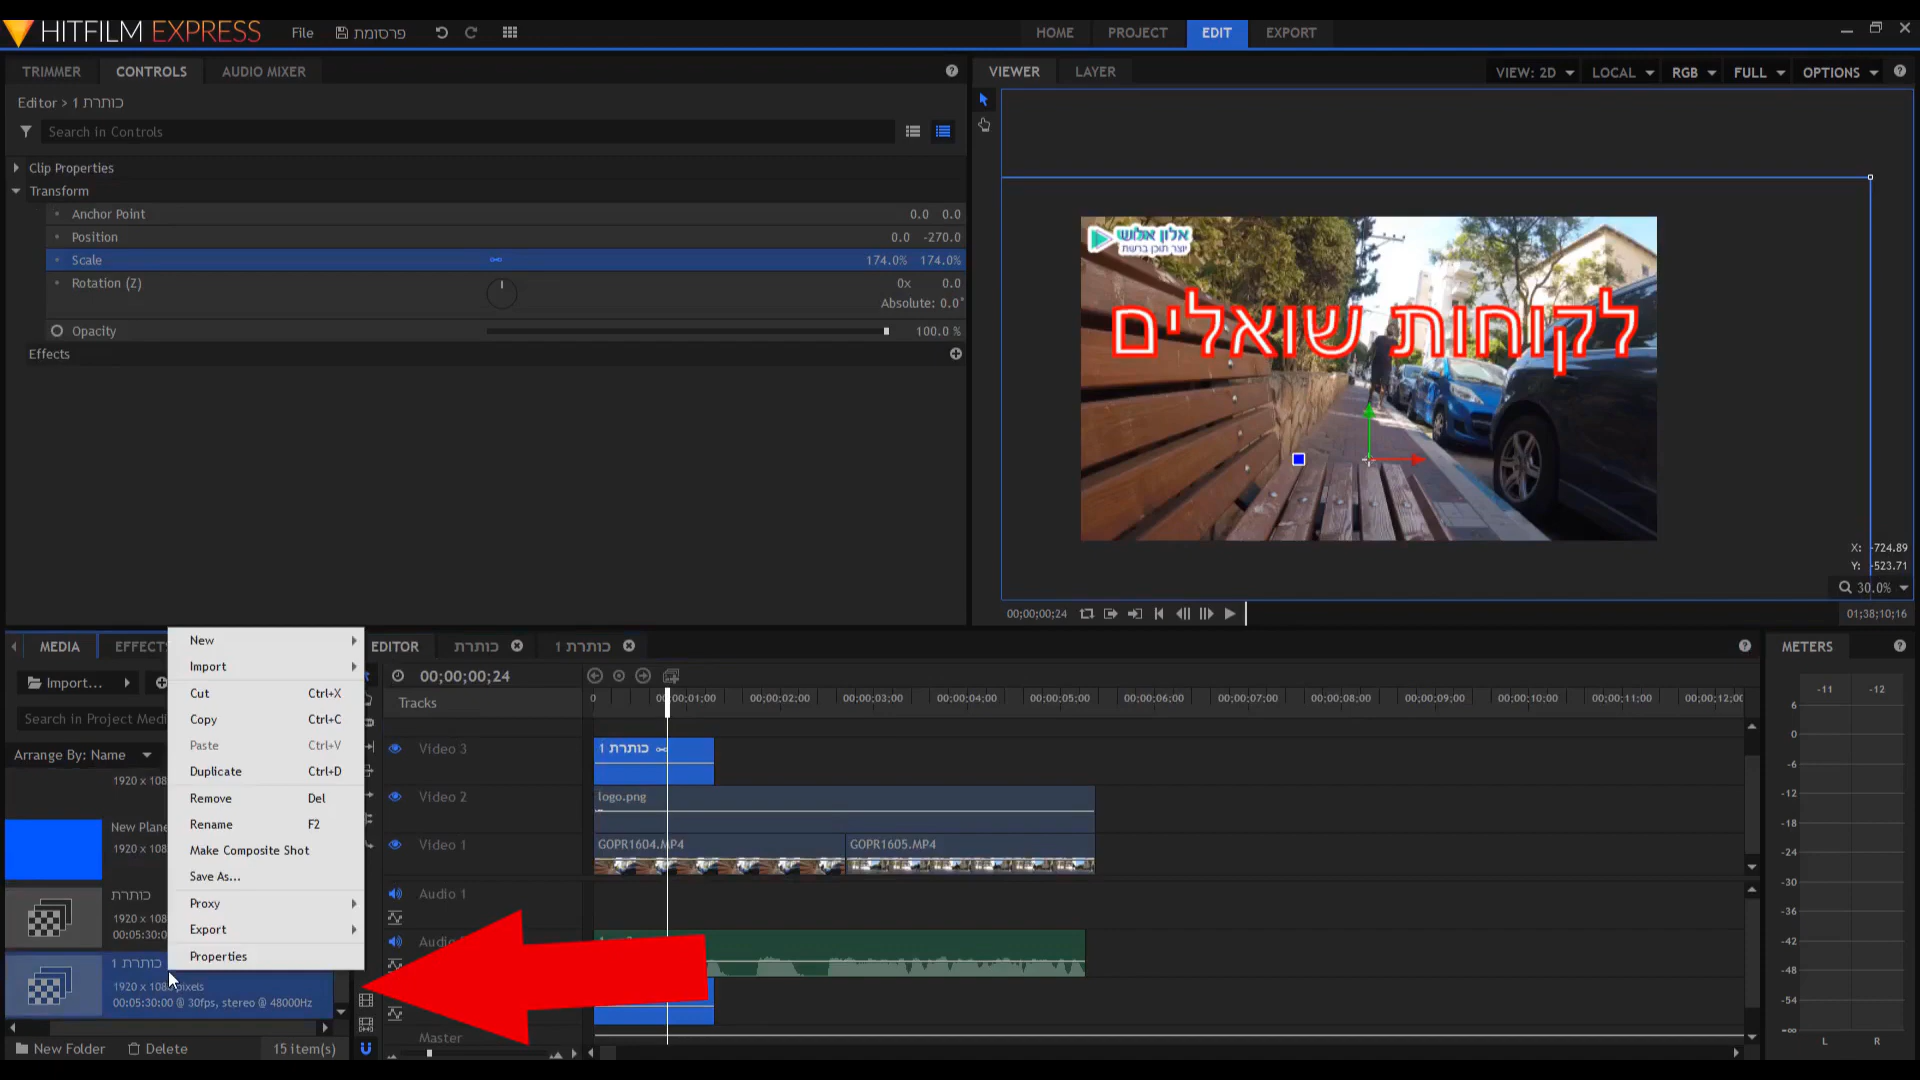 HITFILM EXPRESS
File
פרסומת
HOME
PROJECT
EDIT
EXPORT
TRIMMER
CONTROLS
AUDIO MIXER
Editor > כותרת 1
Search in Controls
Clip Properties
Transform
Anchor Point 0.0 0.0
Position 0.0 -270.0
Scale 174.0% 174.0%
Rotation (Z) 0x 0.0
Absolute: 0.0°
Opacity 100.0 %
Effects
VIEWER
LAYER
VIEW: 2D
LOCAL
RGB
FULL
OPTIONS
אלון אלוש
יוצר תוכן ברשת
לקוחות שואלים
X: -724.89
Y: -523.71
30.0%
00;00;00;24
01;38;10;16
MEDIA
EFFECTS
Import...
Search in Project Medi
Arrange By: Name
1920 x 108
New Plane
1920 x 108
כותרת
1920 x 108
00:05:30:0
כותרת 1
1920 x 1080 pixels
00:05:30:00 @ 30fps, stereo @ 48000Hz
New Folder
Delete
15 item(s)
New
Import
Cut Ctrl+X
Copy Ctrl+C
Paste Ctrl+V
Duplicate Ctrl+D
Remove Del
Rename F2
Make Composite Shot
Save As...
Proxy
Export
Properties
EDITOR
כותרת
כותרת 1
00;00;00;24
Tracks
0 00;00;01;00 00;00;02;00 00;00;03;00 00;00;04;00 00;00;05;00 00;00;06;00 00;00;07;00 00;00;08;00 00;00;09;00 00;00;10;00 00;00;11;00 00;00;12;00
Video 3
כותרת 1
Video 2
logo.png
Video 1
GOPR1604.MP4
GOPR1605.MP4
Audio 1
Audio
Master
METERS
-11 -12
6
0
-6
-12
-18
-24
-30
-36
-42
-48
-54
-∞
L R